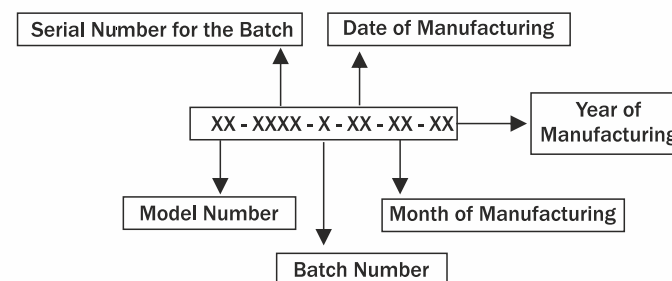 Serial Number for the Batch
Date of Manufacturing
XX - XXXX - X - XX - XX - XX
Year of
Manufacturing
Model Number
Month of Manufacturing
Batch Number